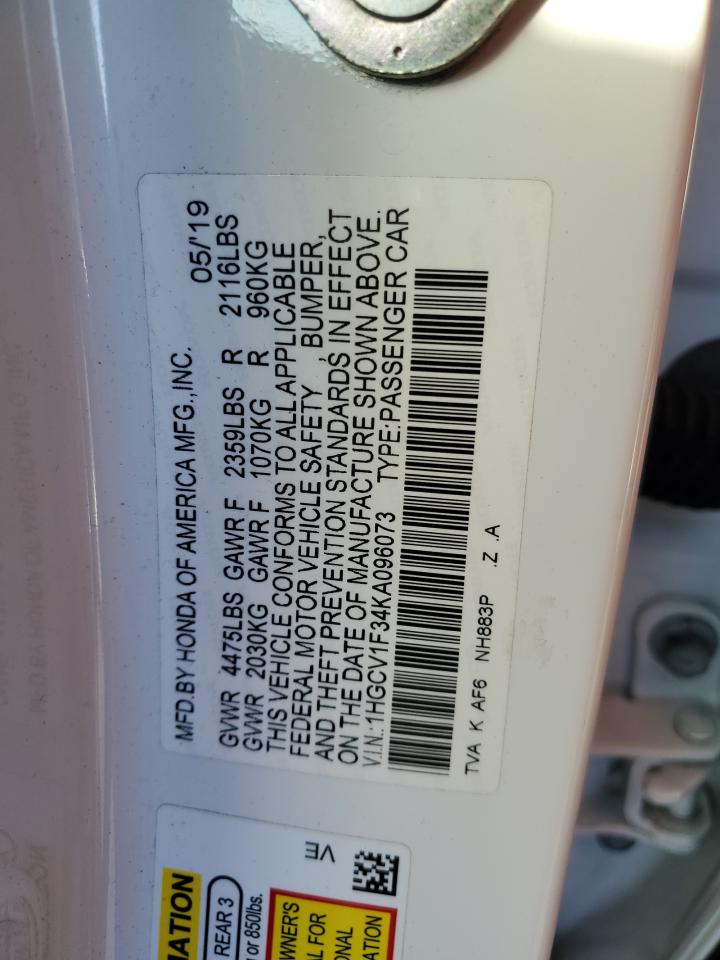 MFD.BY HONDA OF AMERICA MFG.,INC. 05/'19
GVWR 4475LBS GAWR F 2359LBS R 2116LBS
GVWR 2030KG GAWR F 1070KG R 960KG
THIS VEHICLE CONFORMS TO ALL APPLICABLE
FEDERAL MOTOR VEHICLE SAFETY , BUMPER,
AND THEFT PREVENTION STANDARDS IN EFFECT
ON THE DATE OF MANUFACTURE SHOWN ABOVE.
V.I.N.:1HGCV1F34KA096073 TYPE:PASSENGER CAR
TVA K AF6 NH883P .Z .A
VE
MATION
REAR 3
or 850lbs.
WNER'S
AL FOR
ONAL
ATION